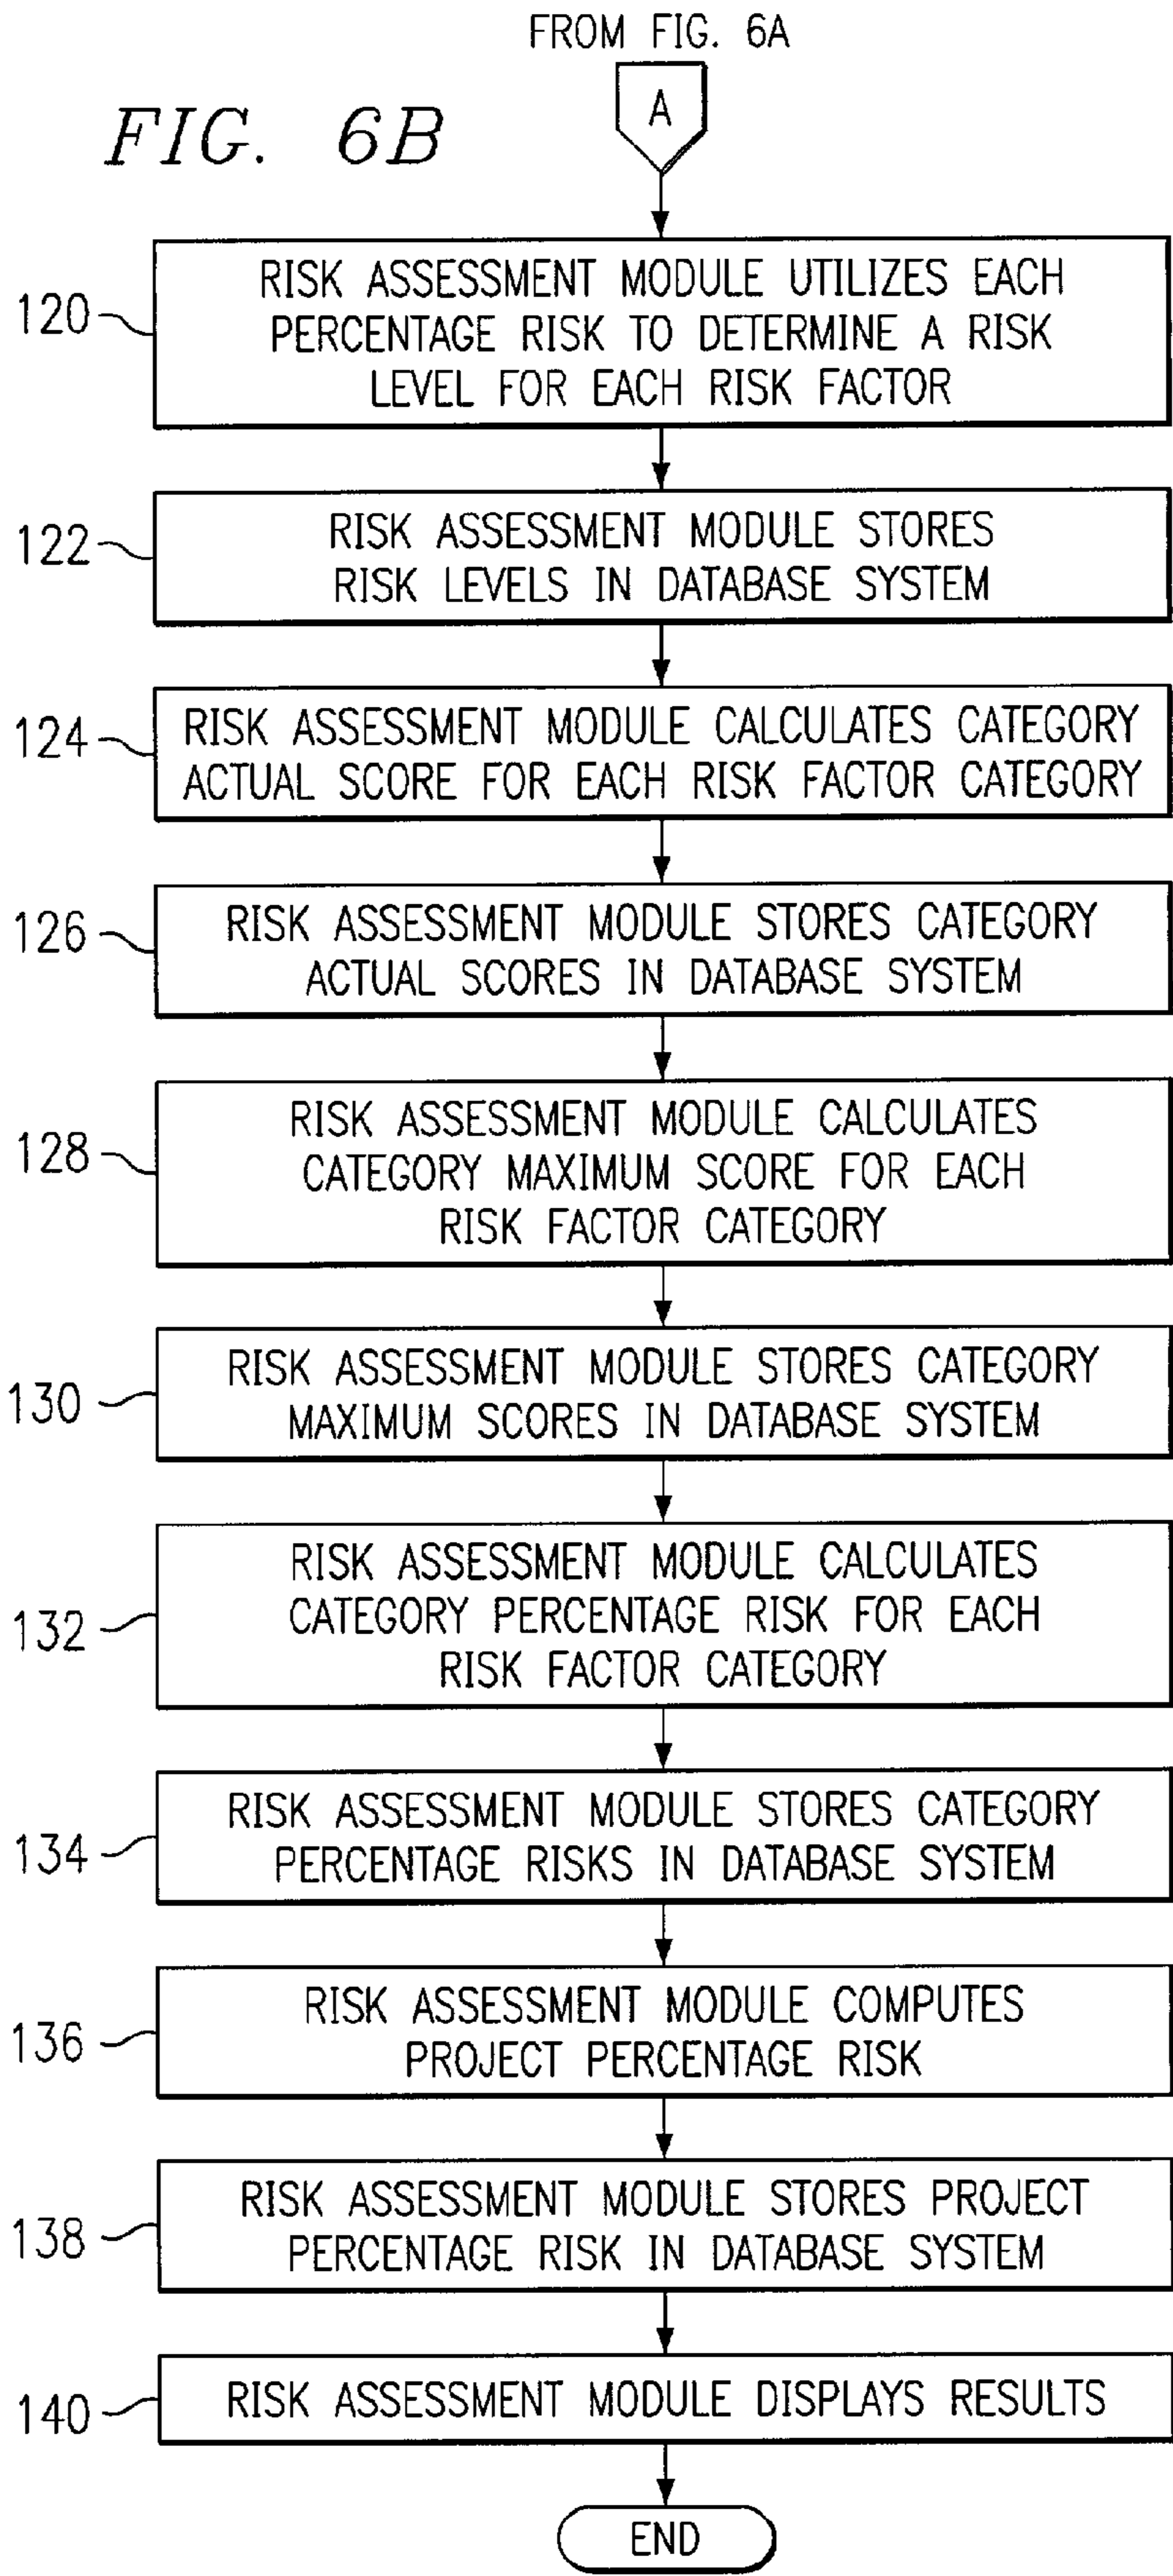 FROM FIG. 6A
A
FIG. 6B
120
RISK ASSESSMENT MODULE UTILIZES EACH
PERCENTAGE RISK TO DETERMINE A RISK
LEVEL FOR EACH RISK FACTOR
122
RISK ASSESSMENT MODULE STORES
RISK LEVELS IN DATABASE SYSTEM
124
RISK ASSESSMENT MODULE CALCULATES CATEGORY
ACTUAL SCORE FOR EACH RISK FACTOR CATEGORY
126
RISK ASSESSMENT MODULE STORES CATEGORY
ACTUAL SCORES IN DATABASE SYSTEM
128
RISK ASSESSMENT MODULE CALCULATES
CATEGORY MAXIMUM SCORE FOR EACH
RISK FACTOR CATEGORY
130
RISK ASSESSMENT MODULE STORES CATEGORY
MAXIMUM SCORES IN DATABASE SYSTEM
132
RISK ASSESSMENT MODULE CALCULATES
CATEGORY PERCENTAGE RISK FOR EACH
RISK FACTOR CATEGORY
134
RISK ASSESSMENT MODULE STORES CATEGORY
PERCENTAGE RISKS IN DATABASE SYSTEM
136
RISK ASSESSMENT MODULE COMPUTES
PROJECT PERCENTAGE RISK
138
RISK ASSESSMENT MODULE STORES PROJECT
PERCENTAGE RISK IN DATABASE SYSTEM
140
RISK ASSESSMENT MODULE DISPLAYS RESULTS
END